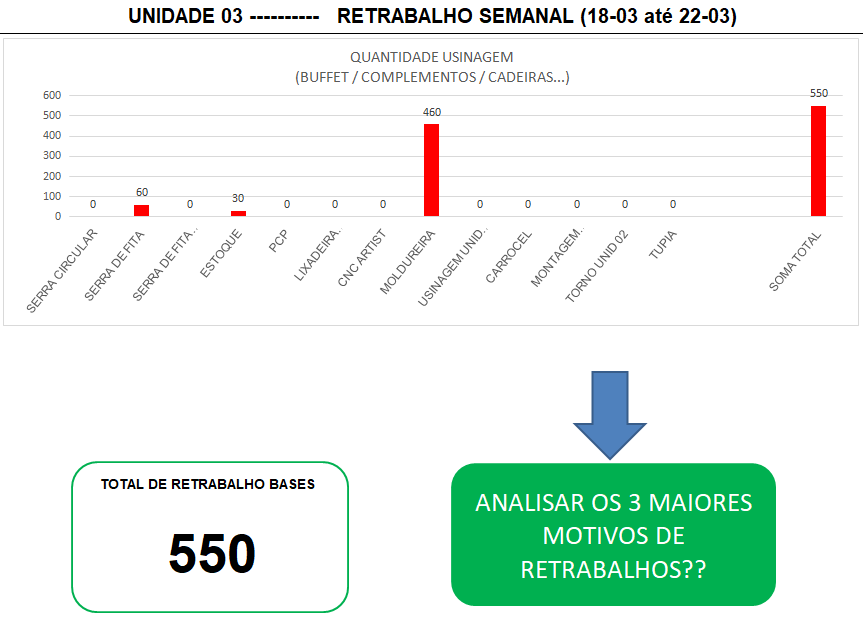 UNIDADE 03 ---------- RETRABALHO SEMANAL (18-03 até 22-03)
QUANTIDADE USINAGEM
(BUFFET / COMPLEMENTOS / CADEIRAS...)
600
500
400
300
200
100
0
0
60
0
30
0
0
0
460
0
0
0
0
0
550
SERRA CIRCULAR
SERRA DE FITA
SERRA DE FITA...
ESTOQUE
PCP
LIXADEIRA.
CNC ARTIST
MOLDUREIRA
USINAGEM UNID..
CARROCEL
MONTAGEM.
TORNO UNID 02
TUPIA
SOMA TOTAL
TOTAL DE RETRABALHO BASES
550
ANALISAR OS 3 MAIORES
MOTIVOS DE
RETRABALHOS??